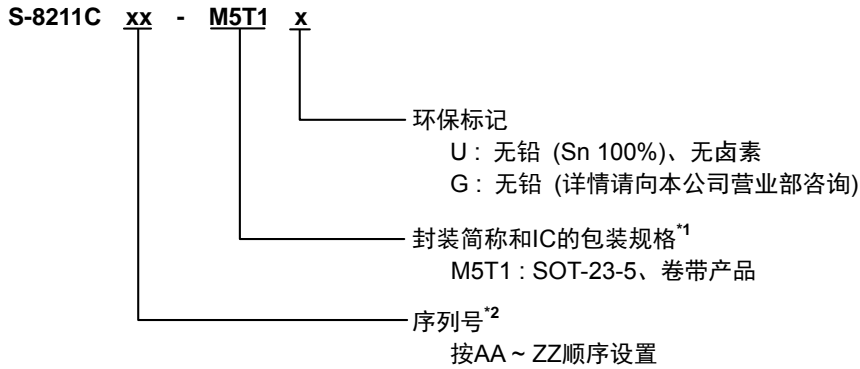 S-8211C xx - M5T1 x
环保标记
U : 无铅 (Sn 100%)、无卤素
G : 无铅 (详情请向本公司营业部咨询)
封装简称和IC的包装规格*1
M5T1 : SOT-23-5、卷带产品
序列号*2
按AA ~ ZZ顺序设置